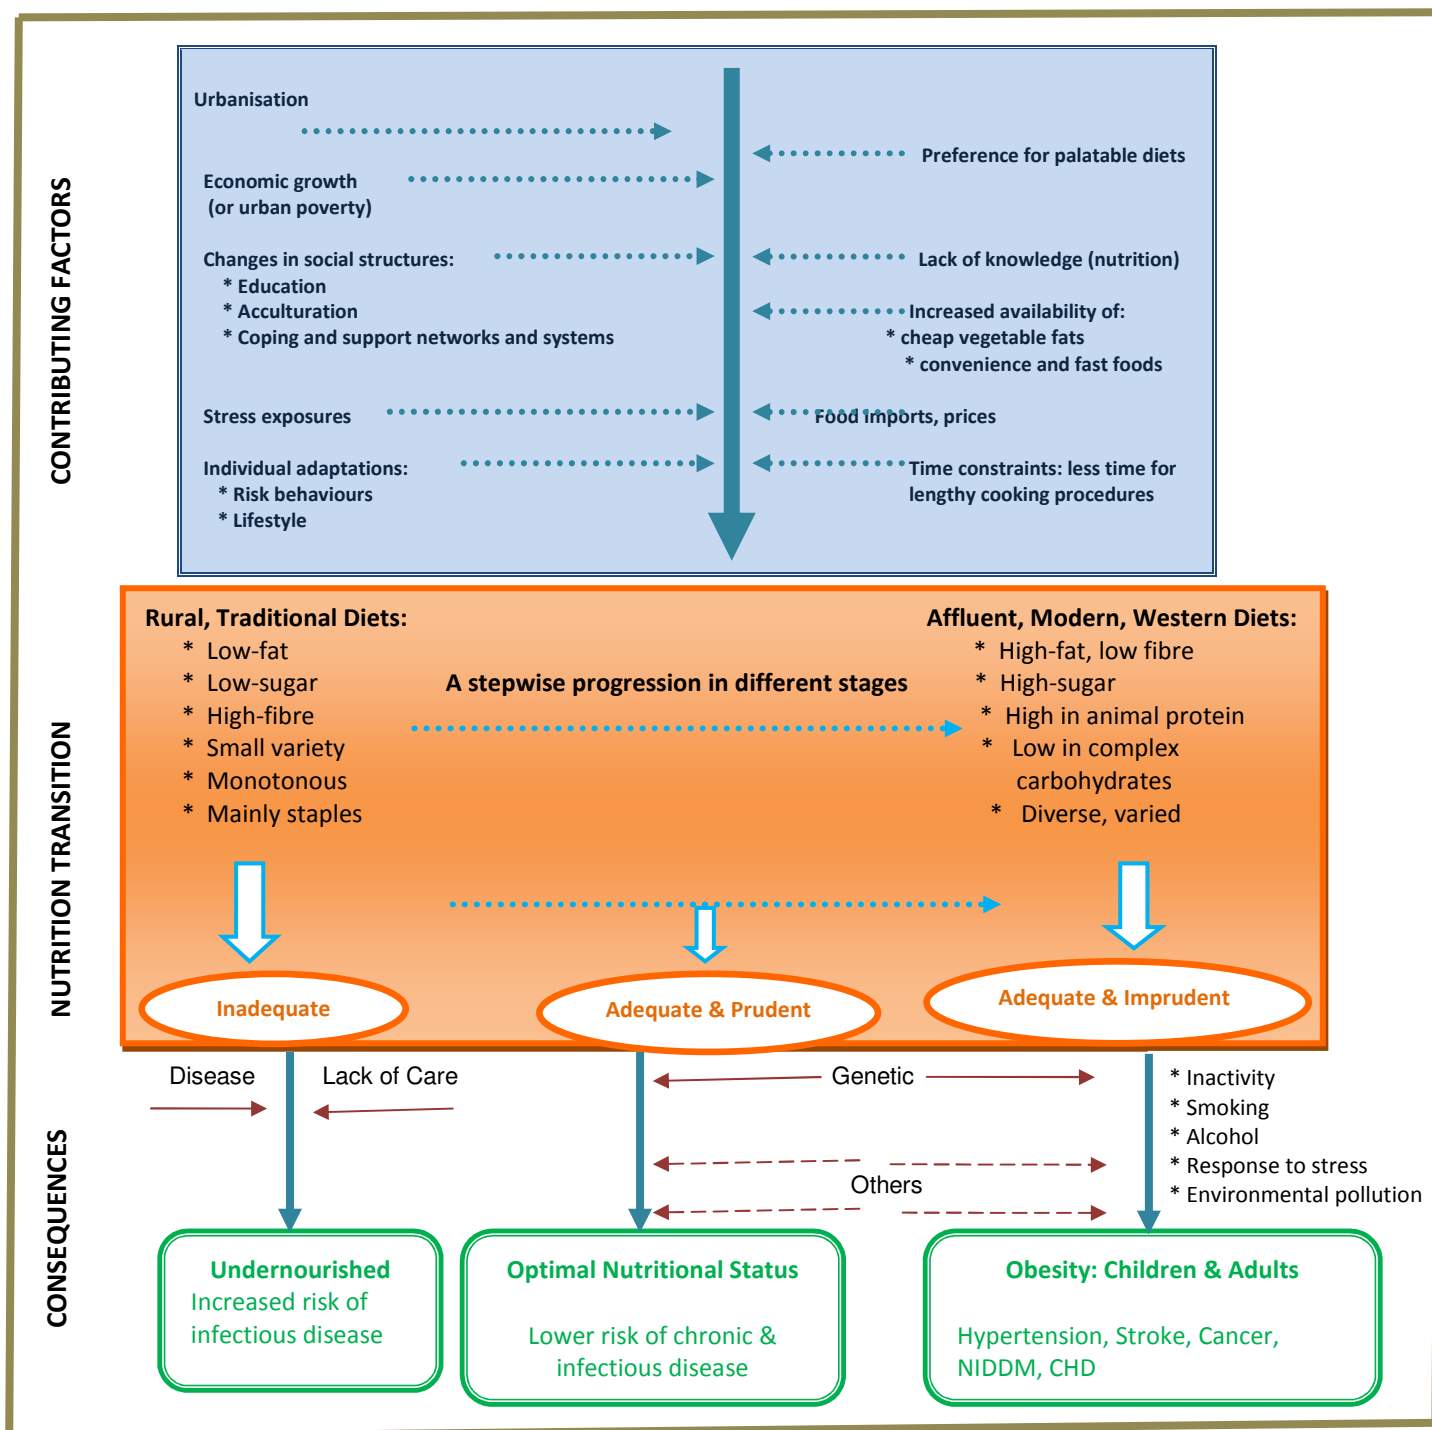 CONTRIBUTING FACTORS
Urbanisation
Preference for palatable diets
Economic growth
(or urban poverty)
Changes in social structures:
* Education
* Acculturation
* Coping and support networks and systems
Lack of knowledge (nutrition)
Increased availability of:
* cheap vegetable fats
* convenience and fast foods
Stress exposures
Food imports, prices
Individual adaptations:
* Risk behaviours
* Lifestyle
Time constraints: less time for
lengthy cooking procedures
NUTRITION TRANSITION
Rural, Traditional Diets:
* Low-fat
* Low-sugar
* High-fibre
* Small variety
* Monotonous
* Mainly staples
A stepwise progression in different stages
Affluent, Modern, Western Diets:
* High-fat, low fibre
* High-sugar
* High in animal protein
* Low in complex
carbohydrates
* Diverse, varied
Inadequate
Adequate & Prudent
Adequate & Imprudent
CONSEQUENCES
Disease
Lack of Care
Genetic
Others
* Inactivity
* Smoking
* Alcohol
* Response to stress
* Environmental pollution
Undernourished
Increased risk of
infectious disease
Optimal Nutritional Status
Lower risk of chronic &
infectious disease
Obesity: Children & Adults
Hypertension, Stroke, Cancer,
NIDDM, CHD